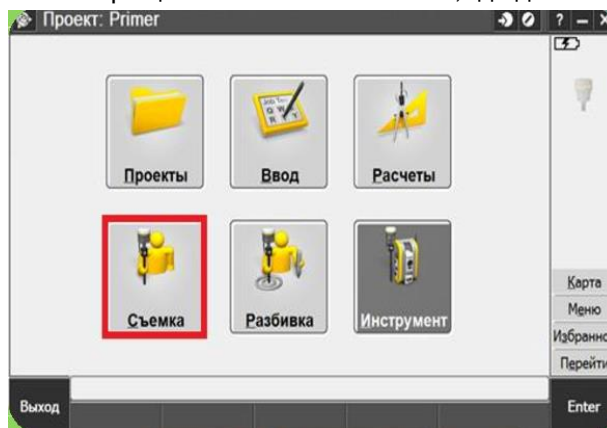 Проект: Primer
? – X
Проекты
Ввод
Расчеты
Съемка
Разбивка
Инструмент
Карта
Меню
Избранно
Перейти
Выход
Enter